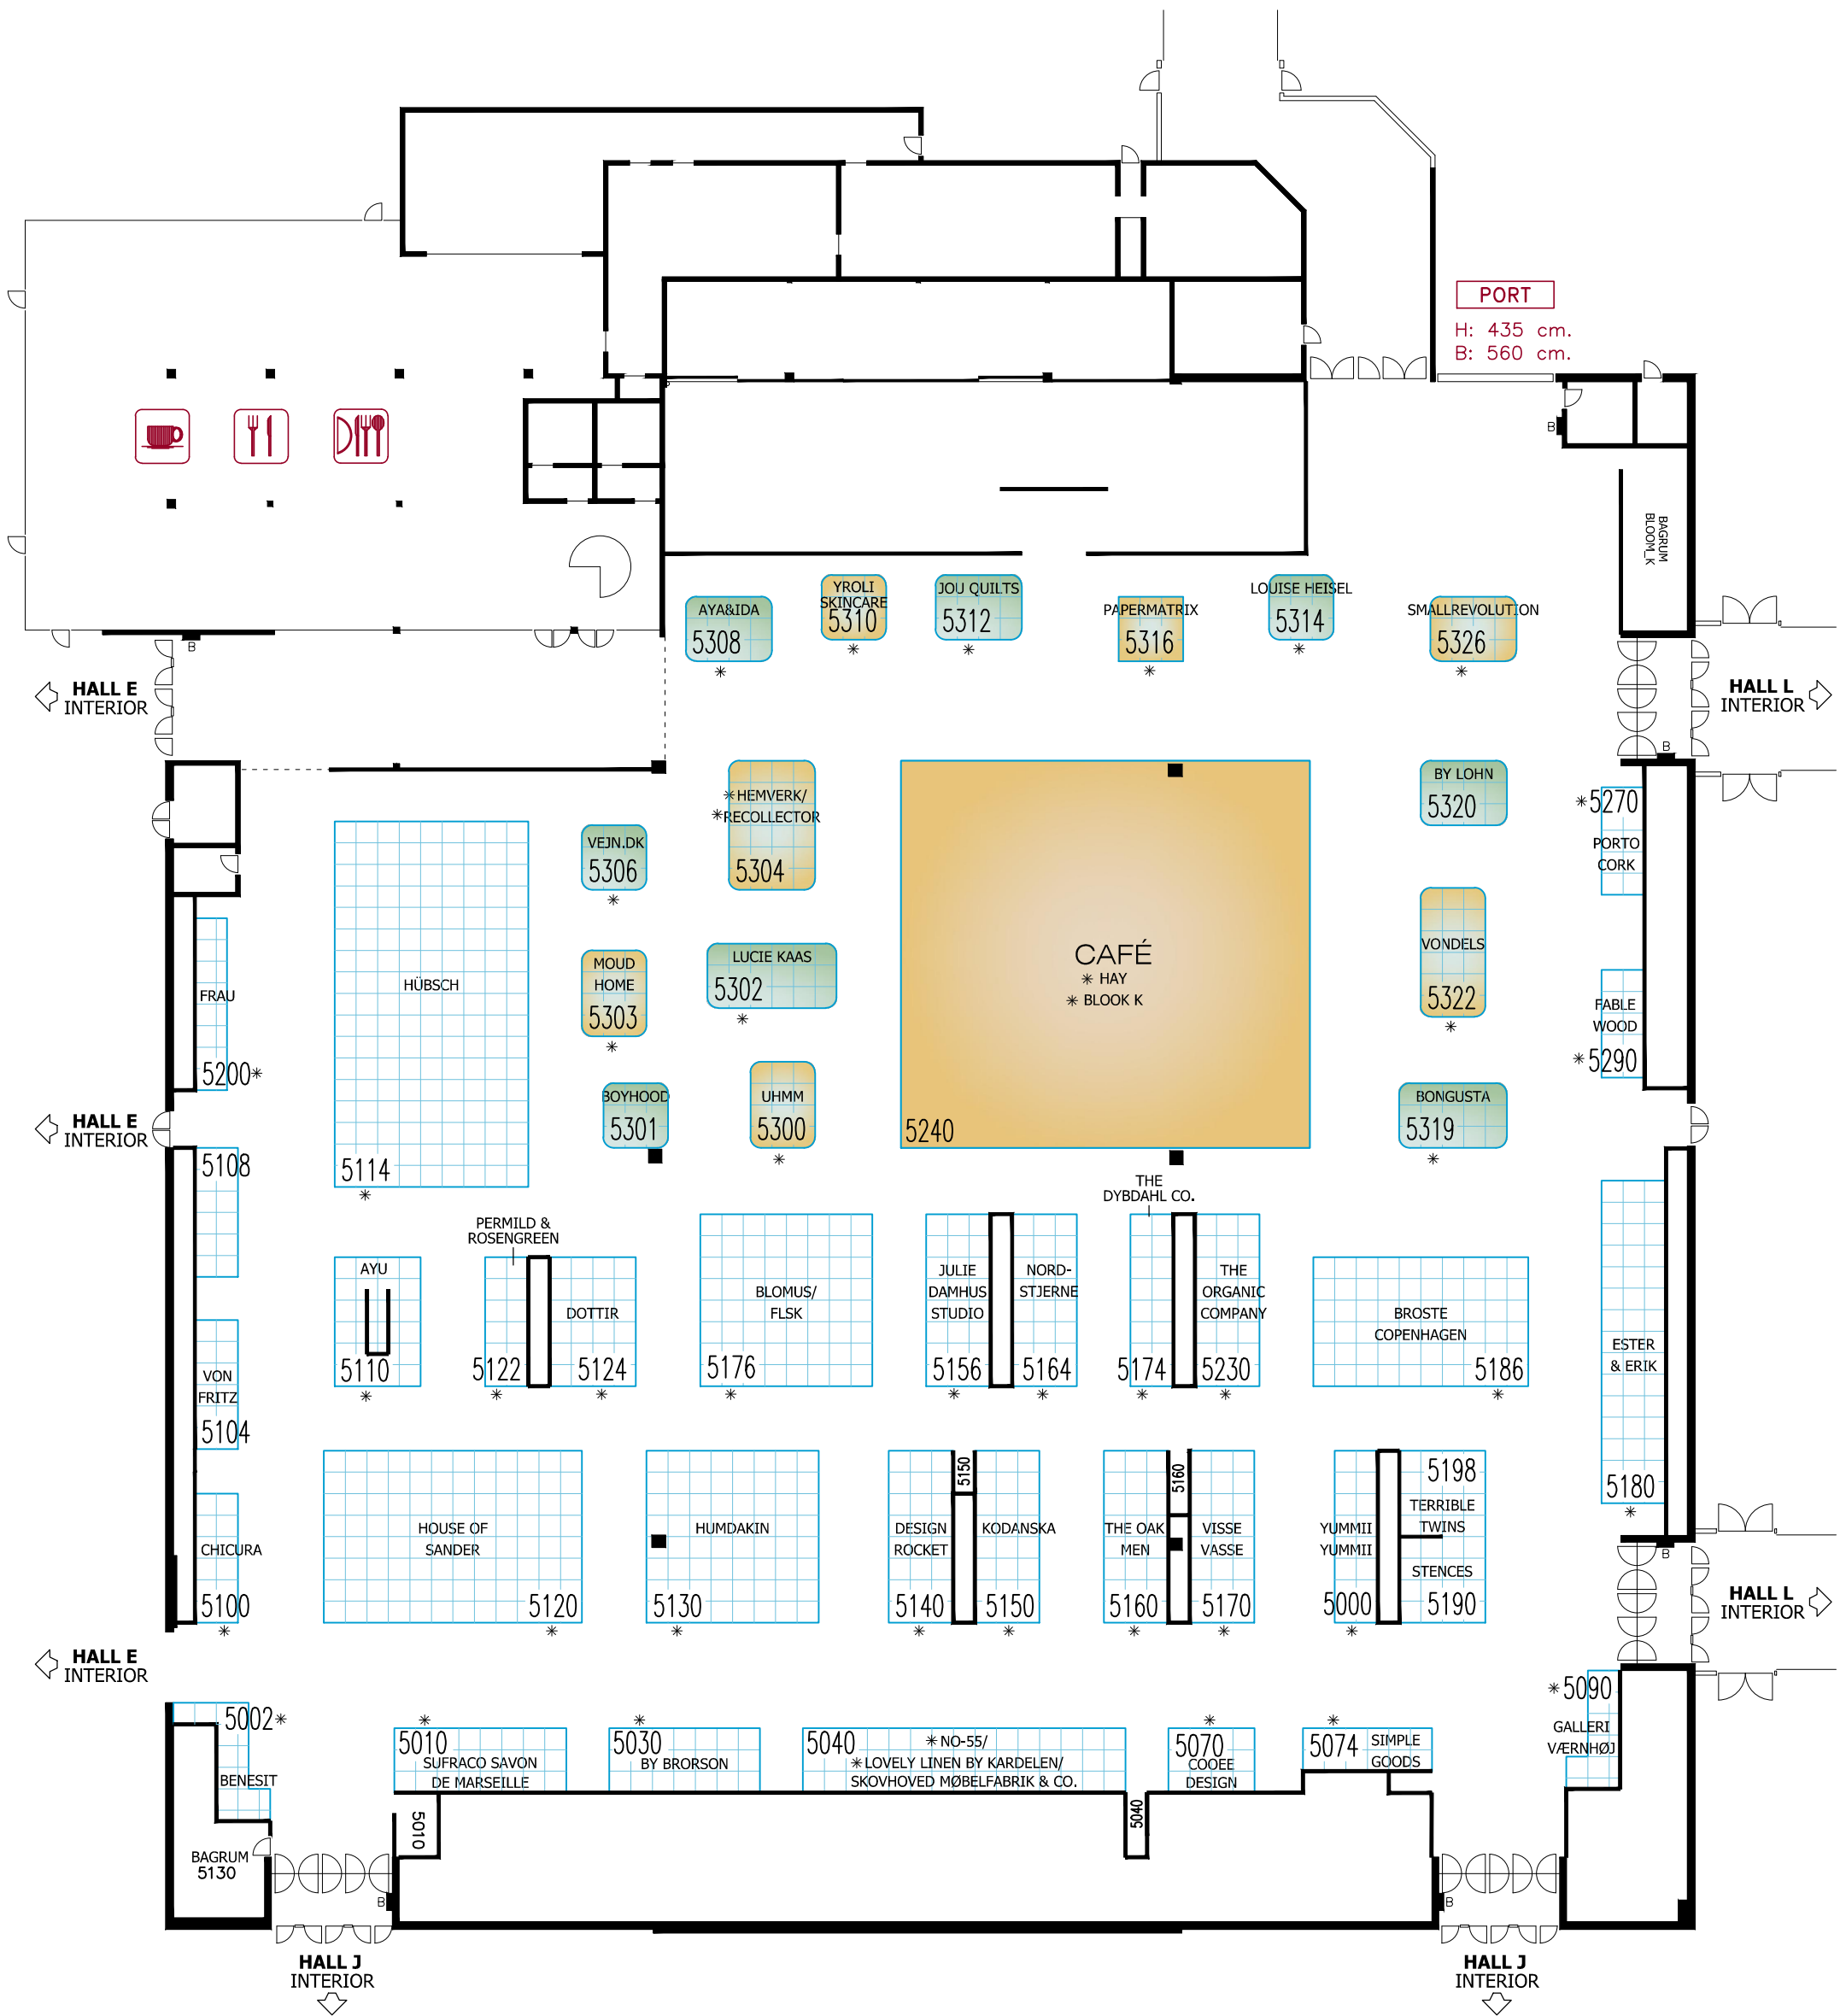 PORT
H: 435 cm.
B: 560 cm.
B
BAGRUM
BLOOM_K
AYA&IDA
5308
YROLI
SKINCARE
5310
JOU QUILTS
5312
PAPERMATRIX
5316
LOUISE HEISEL
5314
SMALLREVOLUTION
5326
B
HALL E
INTERIOR
HALL L
INTERIOR
B
*HEMVERK/
*RECOLLECTOR
5304
VEJN.DK
5306
BY LOHN
5320
*5270
PORTO
CORK
HÜBSCH
5114
MOUD
HOME
5303
LUCIE KAAS
5302
CAFÉ
* HAY
* BLOOK K
5240
VONDELS
5322
FRAU
5200*
FABLE
WOOD
*5290
BOYHOOD
5301
UHMM
5300
BONGUSTA
5319
HALL E
INTERIOR
5108
THE
DYBDAHL CO.
PERMILD &
ROSENGREEN
AYU
5110
5122
DOTTIR
5124
BLOMUS/
FLSK
5176
JULIE
DAMHUS
STUDIO
5156
NORD-
STJERNE
5164
5174
THE
ORGANIC
COMPANY
5230
BROSTE
COPENHAGEN
5186
ESTER
& ERIK
5180
VON
FRITZ
5104
CHICURA
5100
HOUSE OF
SANDER
5120
HUMDAKIN
5130
DESIGN
ROCKET
5140
5150
KODANSKA
5150
THE OAK
MEN
5160
5160
VISSE
VASSE
5170
YUMMII
YUMMII
5000
5198
TERRIBLE
TWINS
STENCES
5190
B
HALL L
INTERIOR
HALL E
INTERIOR
5002*
BENESIT
BAGRUM
5130
5010
SUFRACO SAVON
DE MARSEILLE
5010
5030
BY BRORSON
5040
*NO-55/
*LOVELY LINEN BY KARDELEN/
SKOVHOVED MØBELFABRIK & CO.
5040
5070
COOEE
DESIGN
5074
SIMPLE
GOODS
*5090
GALLERI
VÆRNHØJ
B
B
HALL J
INTERIOR
HALL J
INTERIOR